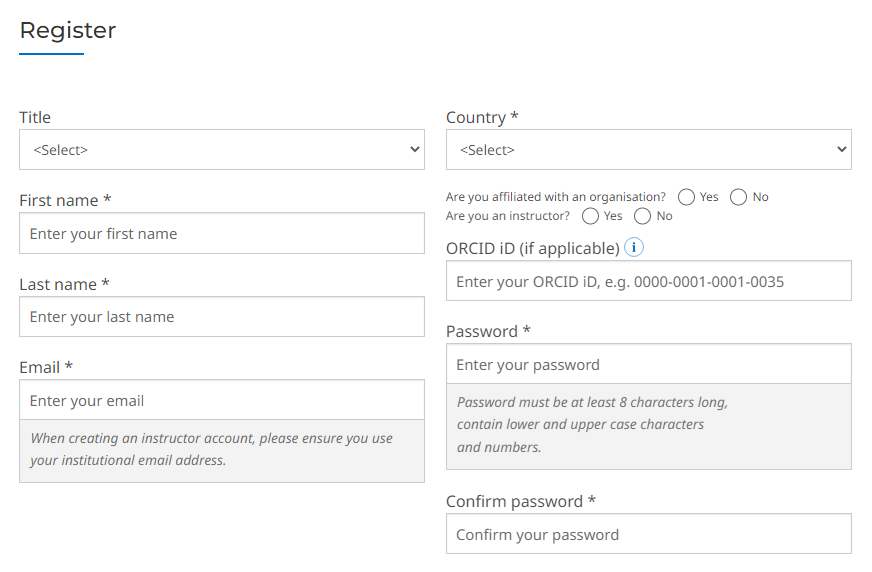 Register
Title
<Select>
First name *
Enter your first name
Last name *
Enter your last name
Email *
Enter your email
When creating an instructor account, please ensure you use
your institutional email address.
Country *
<Select>
Are you affiliated with an organisation? Yes No
Are you an instructor? Yes No
ORCID iD (if applicable) i
Enter your ORCID iD, e.g. 0000-0001-0001-0035
Password *
Enter your password
Password must be at least 8 characters long,
contain lower and upper case characters
and numbers.
Confirm password *
Confirm your password